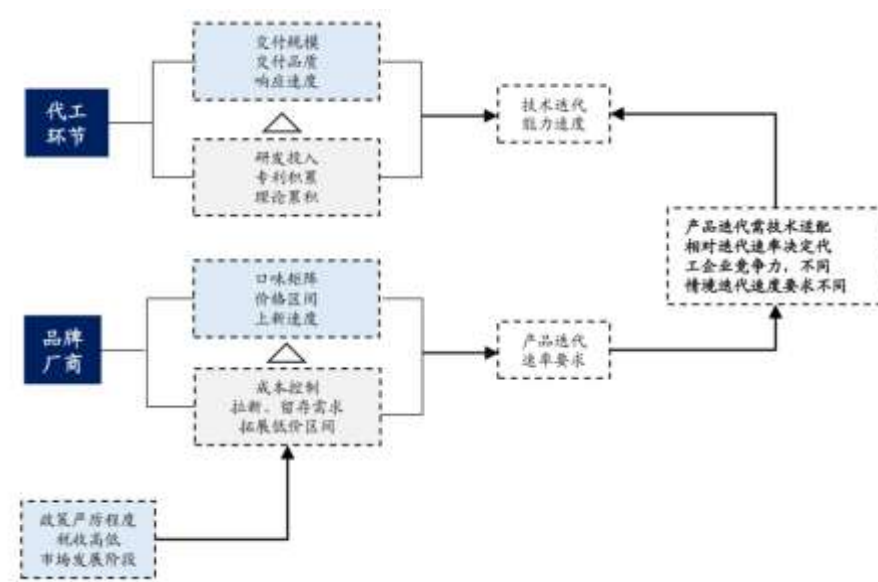 交付规模
交付品质
响应速度
代工
环节
研发投入
专利积累
理论累积
技术迭代
能力速度
产品迭代需技术适配
相对迭代速率决定代
工企业竞争力，不同
情境迭代速度要求不同
口味矩阵
价格区间
上新速度
品牌
厂商
成本控制
拉新、留存需求
拓展低价区间
产品迭代
速率要求
政策严厉程度
税收高低
市场发展阶段